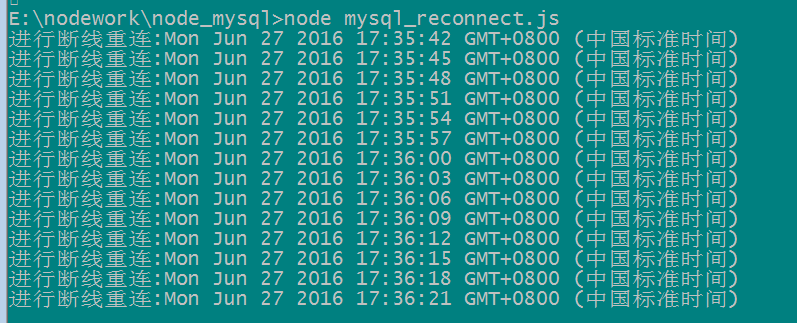 E:\nodework\node_mysql>node mysql_reconnect.js
进行断线重连:Mon Jun 27 2016 17:35:42 GMT+0800 (中国标准时间)
进行断线重连:Mon Jun 27 2016 17:35:45 GMT+0800 (中国标准时间)
进行断线重连:Mon Jun 27 2016 17:35:48 GMT+0800 (中国标准时间)
进行断线重连:Mon Jun 27 2016 17:35:51 GMT+0800 (中国标准时间)
进行断线重连:Mon Jun 27 2016 17:35:54 GMT+0800 (中国标准时间)
进行断线重连:Mon Jun 27 2016 17:35:57 GMT+0800 (中国标准时间)
进行断线重连:Mon Jun 27 2016 17:36:00 GMT+0800 (中国标准时间)
进行断线重连:Mon Jun 27 2016 17:36:03 GMT+0800 (中国标准时间)
进行断线重连:Mon Jun 27 2016 17:36:06 GMT+0800 (中国标准时间)
进行断线重连:Mon Jun 27 2016 17:36:09 GMT+0800 (中国标准时间)
进行断线重连:Mon Jun 27 2016 17:36:12 GMT+0800 (中国标准时间)
进行断线重连:Mon Jun 27 2016 17:36:15 GMT+0800 (中国标准时间)
进行断线重连:Mon Jun 27 2016 17:36:18 GMT+0800 (中国标准时间)
进行断线重连:Mon Jun 27 2016 17:36:21 GMT+0800 (中国标准时间)